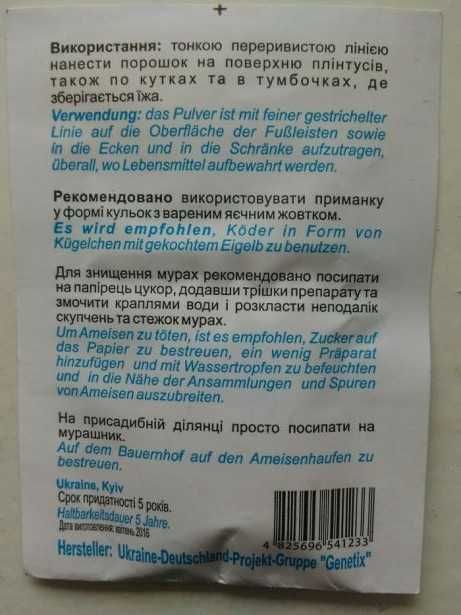 Використання: тонкою переривистою лінією
нанести порошок на поверхню плінтусів,
також по кутках та в тумбочках, де
зберігається їжа.
Verwendung: das Pulver ist mit feiner gestrichelter
Linie auf die Oberfläche der Fußleisten sowie
in die Ecken und in die Schränke aufzutragen,
überall, wo Lebensmittel aufbewahrt werden.
Рекомендовано використовувати приманку
у формі кульок з вареним яєчним жовтком.
Es wird empfohlen, Köder in Form von
Kügelchen mit gekochtem Eigelb zu benutzen.
Для знищення мурах рекомендовано посипати
на папірець цукор, додавши трішки препарату та
змочити краплями води і розкласти неподалік
скупчень та стежок мурах.
Um Ameisen zu töten, ist es empfohlen, Zucker auf
das Papier zu bestreuen, ein wenig Präparat
hinzufügen und mit Wassertropfen zu befeuchten
und in die Nähe der Ansammlungen und Spuren
von Ameisen auszubreiten.
На присадибній ділянці просто посипати на
мурашник.
Auf dem Bauernhof auf den Ameisenhaufen zu
bestreuen.
Ukraine, Kyiv
Срок придатності 5 років.
Haltbarkeitsdauer 5 Jahre.
Дата виготовлення: квітень 2016
4 825696 541233
Hersteller: Ukraine-Deutschland-Projekt-Gruppe "Genetix"